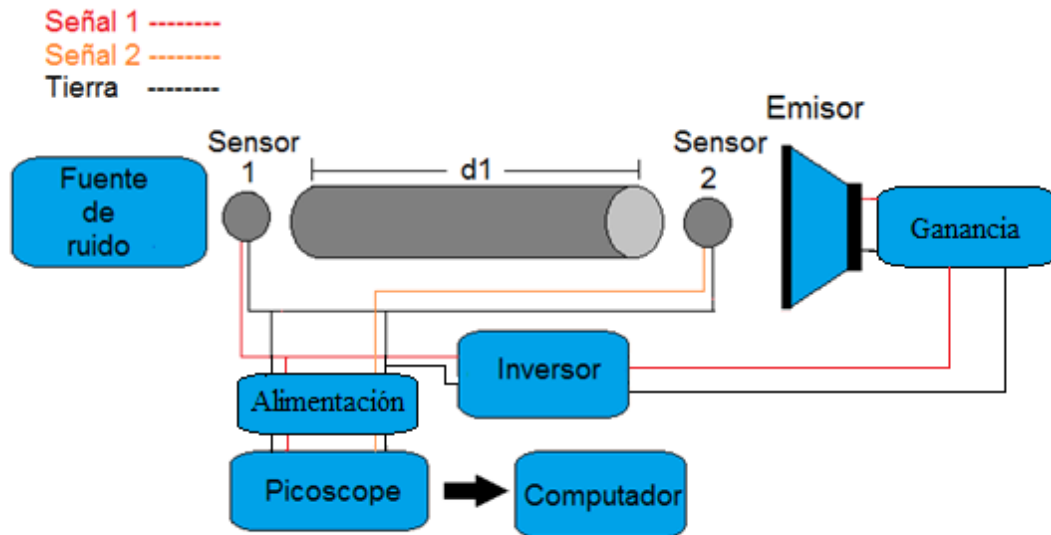 Señal 1 --------
Señal 2 --------
Tierra --------
Fuente
de
ruido
Sensor
1
d1
Sensor
2
Emisor
Ganancia
Inversor
Alimentación
Picoscope
Computador